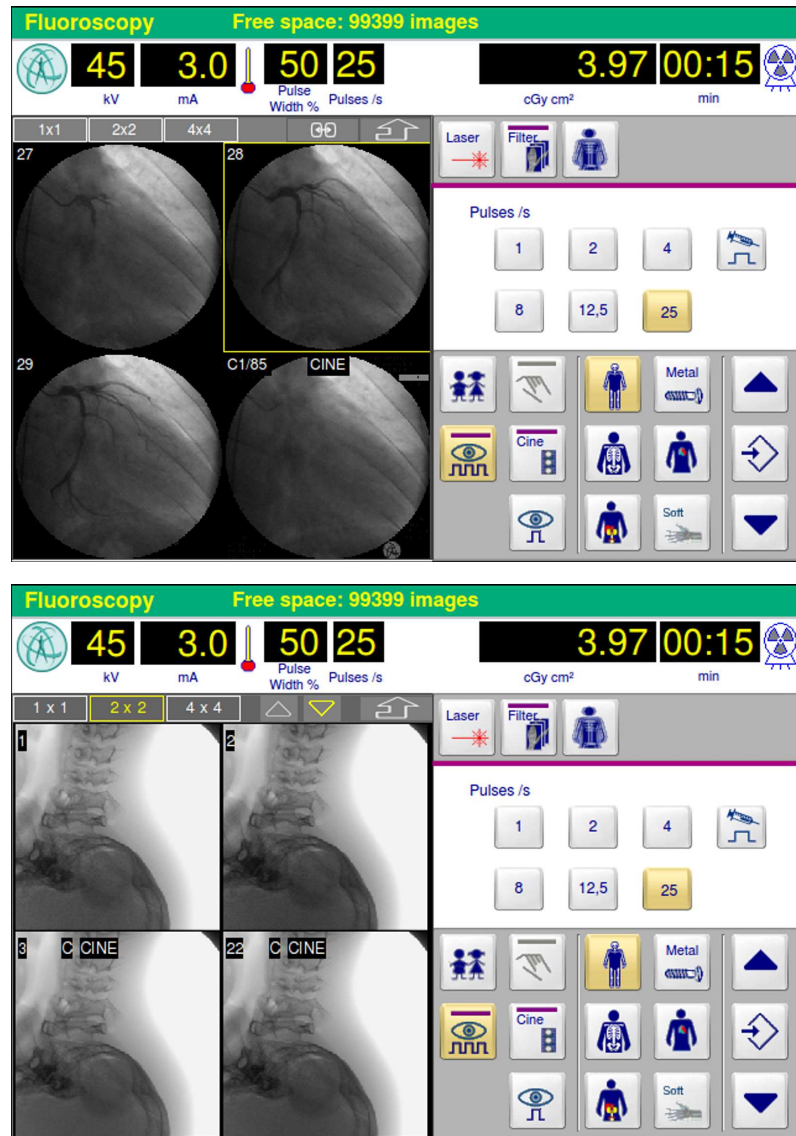 Fluoroscopy Free space: 99399 images
45 3.0 50 25 3.97 00:15
kV mA Pulse Width % Pulses /s cGy cm² min
1x1 2x2 4x4
Laser Filter
27 28
Pulses /s
1 2 4
8 12,5 25
29 C1/85 CINE
Metal
Cine
Soft
Fluoroscopy Free space: 99399 images
45 3.0 50 25 3.97 00:15
kV mA Pulse Width % Pulses /s cGy cm² min
1 x 1 2 x 2 4 x 4
Laser Filter
1 2
Pulses /s
1 2 4
8 12,5 25
3 C CINE 22 C CINE
Metal
Cine
Soft